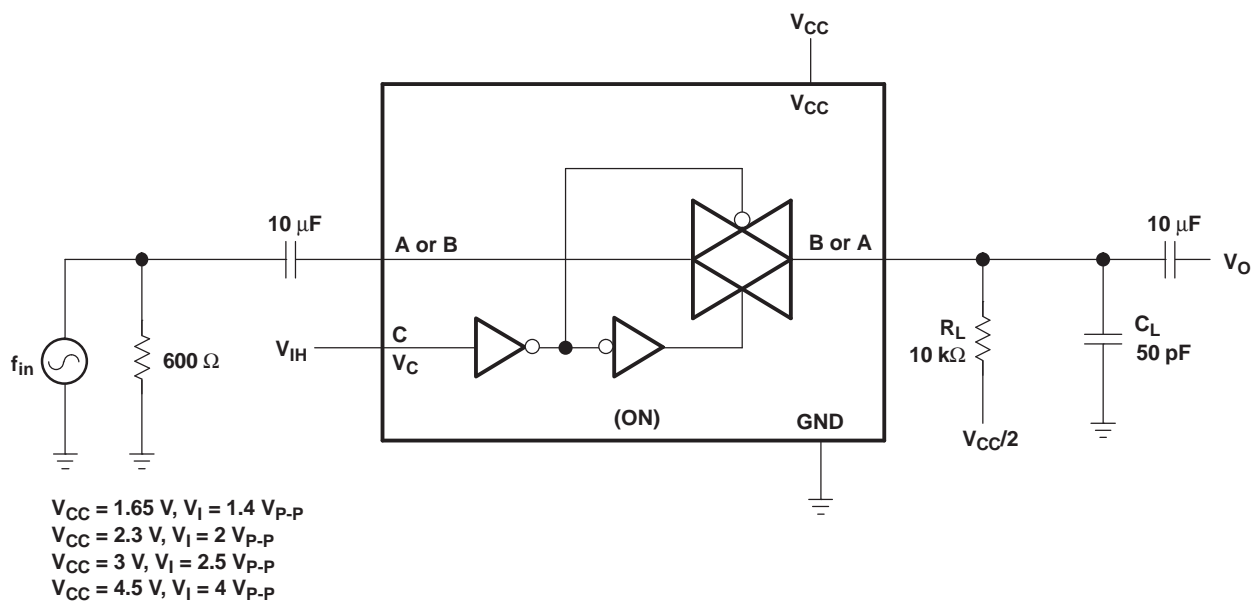 VCC
VCC
10 μF
A or B
B or A
10 μF
VO
fin
600 Ω
VIH
C
VC
RL
10 kΩ
CL
50 pF
(ON)
GND
VCC/2
VCC = 1.65 V, VI = 1.4 VP-P
VCC = 2.3 V, VI = 2 VP-P
VCC = 3 V, VI = 2.5 VP-P
VCC = 4.5 V, VI = 4 VP-P